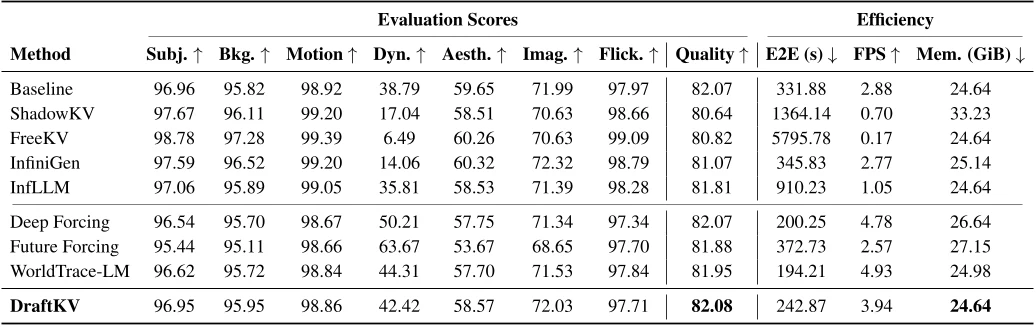 Evaluation Scores Efficiency
Method Subj. ↑ Bkg. ↑ Motion ↑ Dyn. ↑ Aesth. ↑ Imag. ↑ Flick. ↑ Quality ↑ E2E (s) ↓ FPS ↑ Mem. (GiB) ↓
Baseline 96.96 95.82 98.92 38.79 59.65 71.99 97.97 82.07 331.88 2.88 24.64
ShadowKV 97.67 96.11 99.20 17.04 58.51 70.63 98.66 80.64 1364.14 0.70 33.23
FreeKV 98.78 97.28 99.39 6.49 60.26 70.63 99.09 80.82 5795.78 0.17 24.64
InfiniGen 97.59 96.52 99.20 14.06 60.32 72.32 98.79 81.07 345.83 2.77 25.14
InfLLM 97.06 95.89 99.05 35.81 58.53 71.39 98.28 81.81 910.23 1.05 24.64
Deep Forcing 96.54 95.70 98.67 50.21 57.75 71.34 97.34 82.07 200.25 4.78 26.64
Future Forcing 95.44 95.11 98.66 63.67 53.67 68.65 97.70 81.88 372.73 2.57 27.15
WorldTrace-LM 96.62 95.72 98.84 44.31 57.70 71.53 97.84 81.95 194.21 4.93 24.98
DraftKV 96.95 95.95 98.86 42.42 58.57 72.03 97.71 82.08 242.87 3.94 24.64